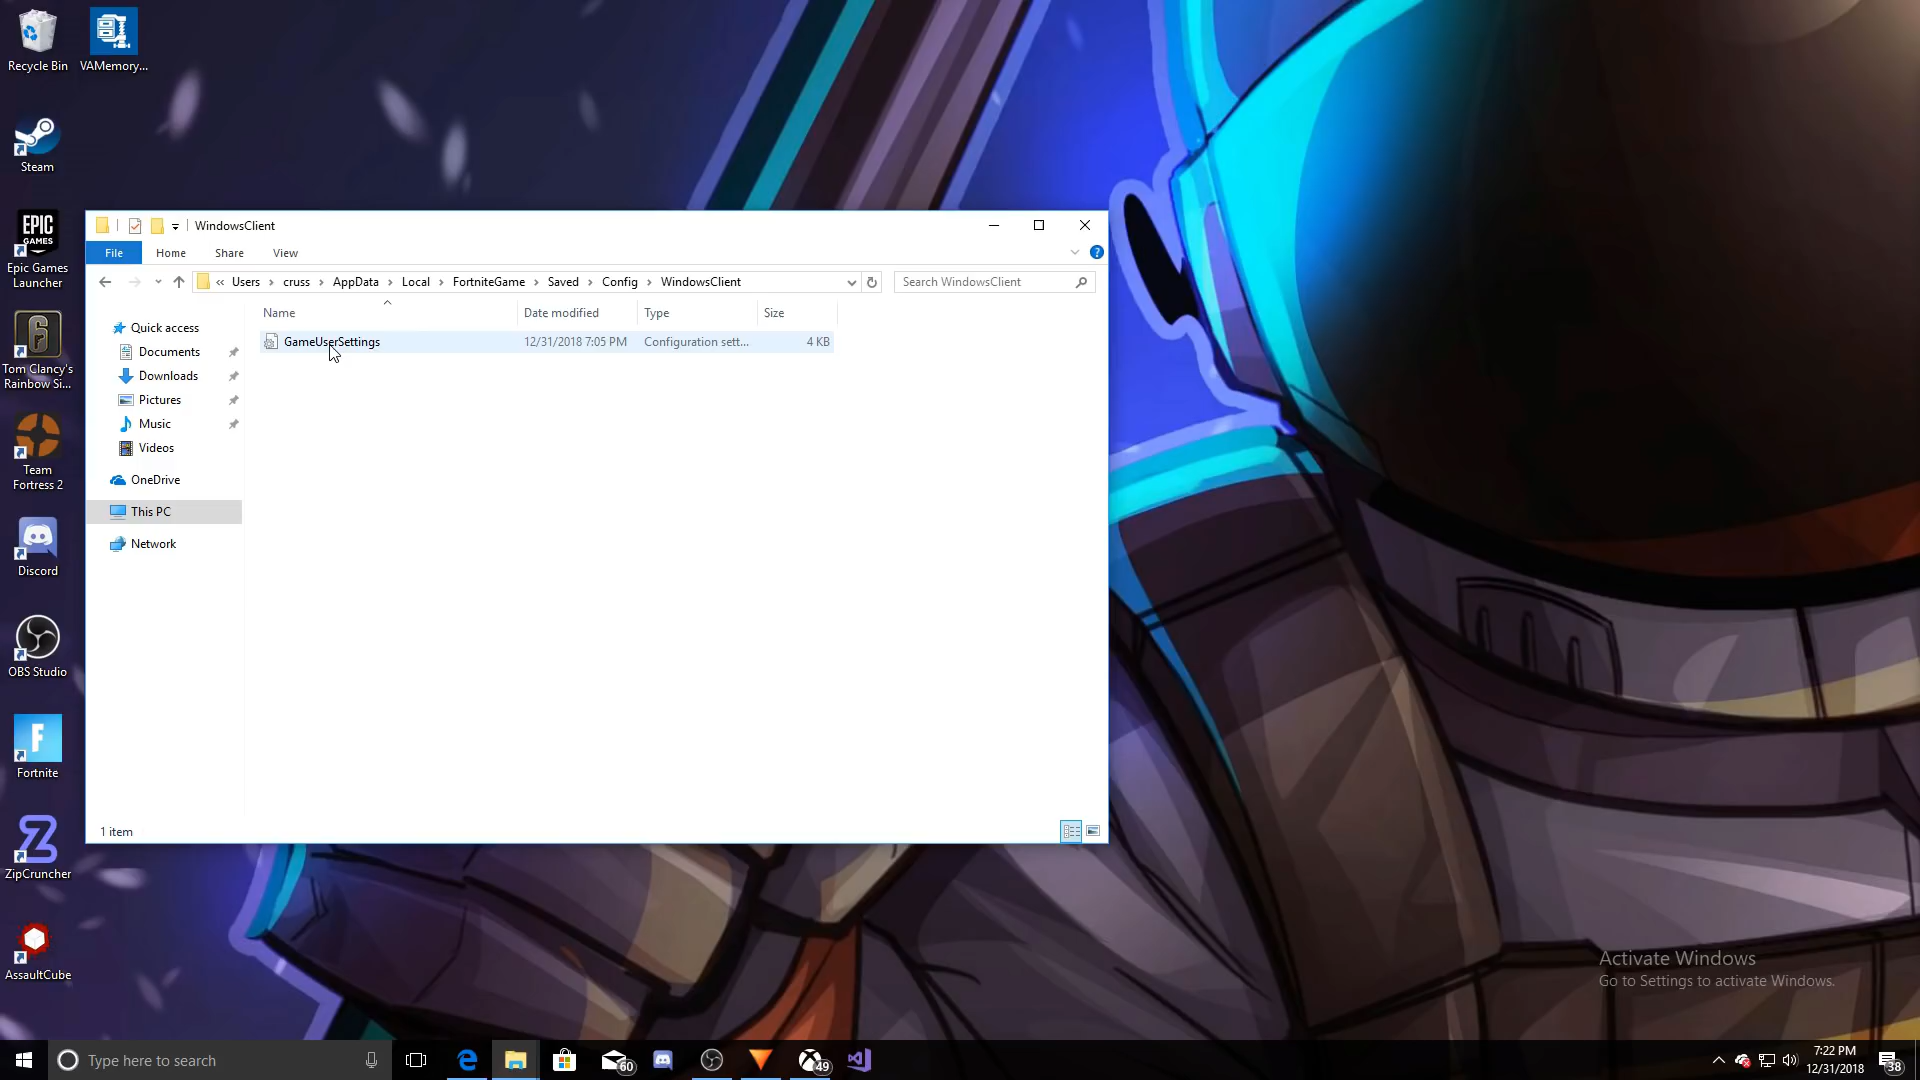 Recycle Bin
VAMemory...
Steam
EPIC
GAMES
Epic Games
Launcher
6
Tom Clancy's
Rainbow Si...
Team
Fortress 2
Discord
OBS Studio
F
Fortnite
ZipCruncher
AssaultCube
WindowsClient
File Home Share View
« Users › cruss › AppData › Local › FortniteGame › Saved › Config › WindowsClient
Search WindowsClient
Name Date modified Type Size
GameUserSettings 12/31/2018 7:05 PM Configuration sett... 4 KB
Quick access
Documents
Downloads
Pictures
Music
Videos
OneDrive
This PC
Network
1 item
Activate Windows
Go to Settings to activate Windows.
Type here to search
60
49
7:22 PM
12/31/2018
38